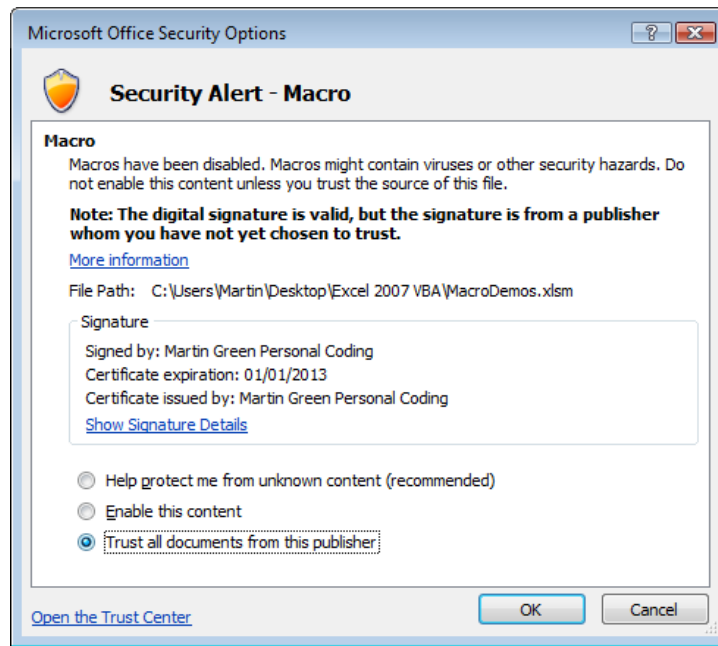 Microsoft Office Security Options
Security Alert - Macro
Macro
Macros have been disabled. Macros might contain viruses or other security hazards. Do
not enable this content unless you trust the source of this file.
Note: The digital signature is valid, but the signature is from a publisher
whom you have not yet chosen to trust.
More information
File Path: C:\Users\Martin\Desktop\Excel 2007 VBA\MacroDemos.xlsm
Signature
Signed by: Martin Green Personal Coding
Certificate expiration: 01/01/2013
Certificate issued by: Martin Green Personal Coding
Show Signature Details
Help protect me from unknown content (recommended)
Enable this content
Trust all documents from this publisher
Open the Trust Center
OK
Cancel